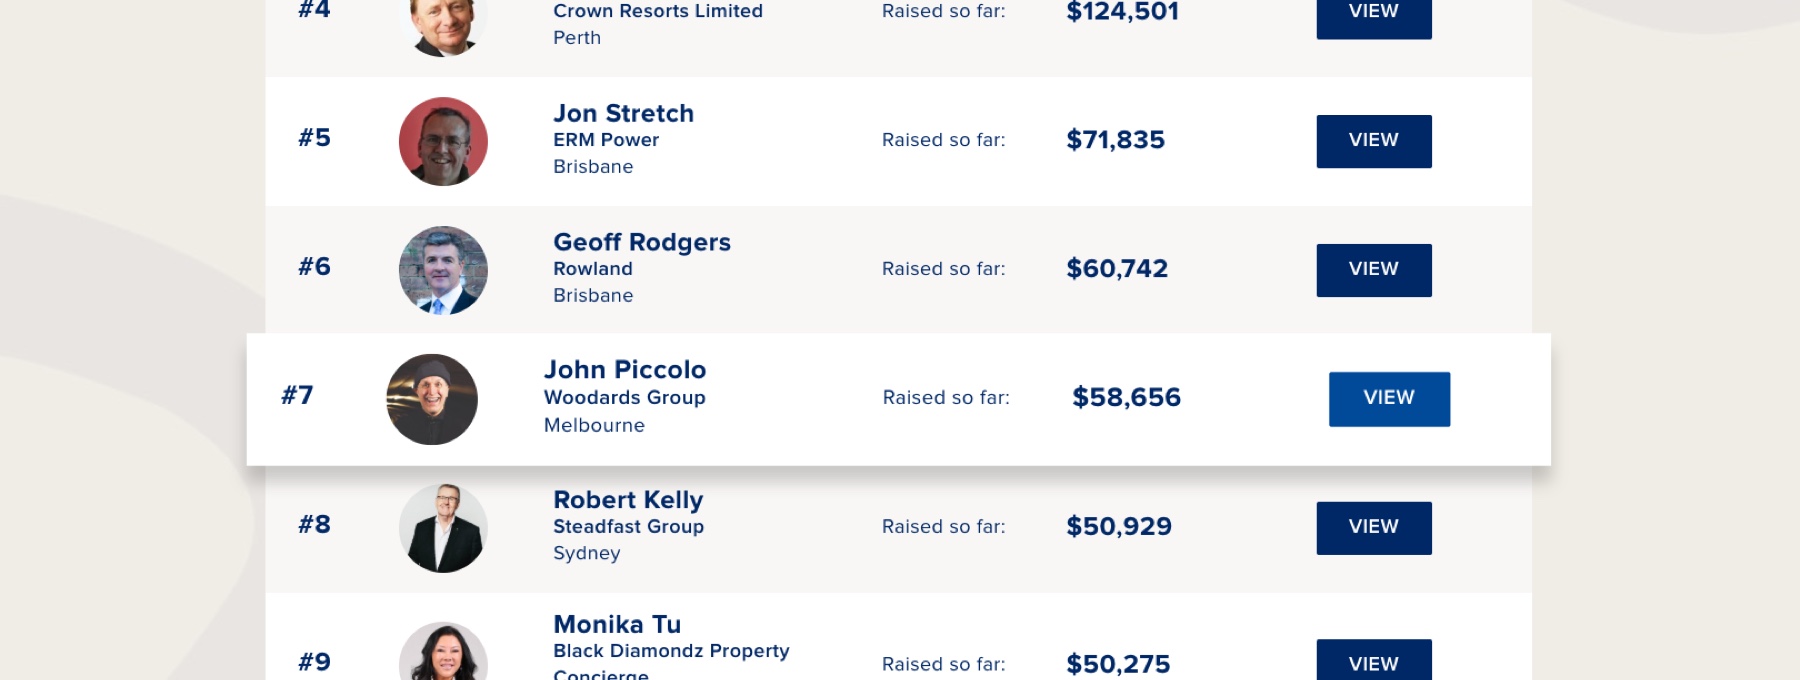 #4
Crown Resorts Limited
Perth
Raised so far:
$124,501
VIEW
#5
Jon Stretch
ERM Power
Brisbane
Raised so far:
$71,835
VIEW
#6
Geoff Rodgers
Rowland
Brisbane
Raised so far:
$60,742
VIEW
#7
John Piccolo
Woodards Group
Melbourne
Raised so far:
$58,656
VIEW
#8
Robert Kelly
Steadfast Group
Sydney
Raised so far:
$50,929
VIEW
#9
Monika Tu
Black Diamondz Property
Concierge
Raised so far:
$50,275
VIEW